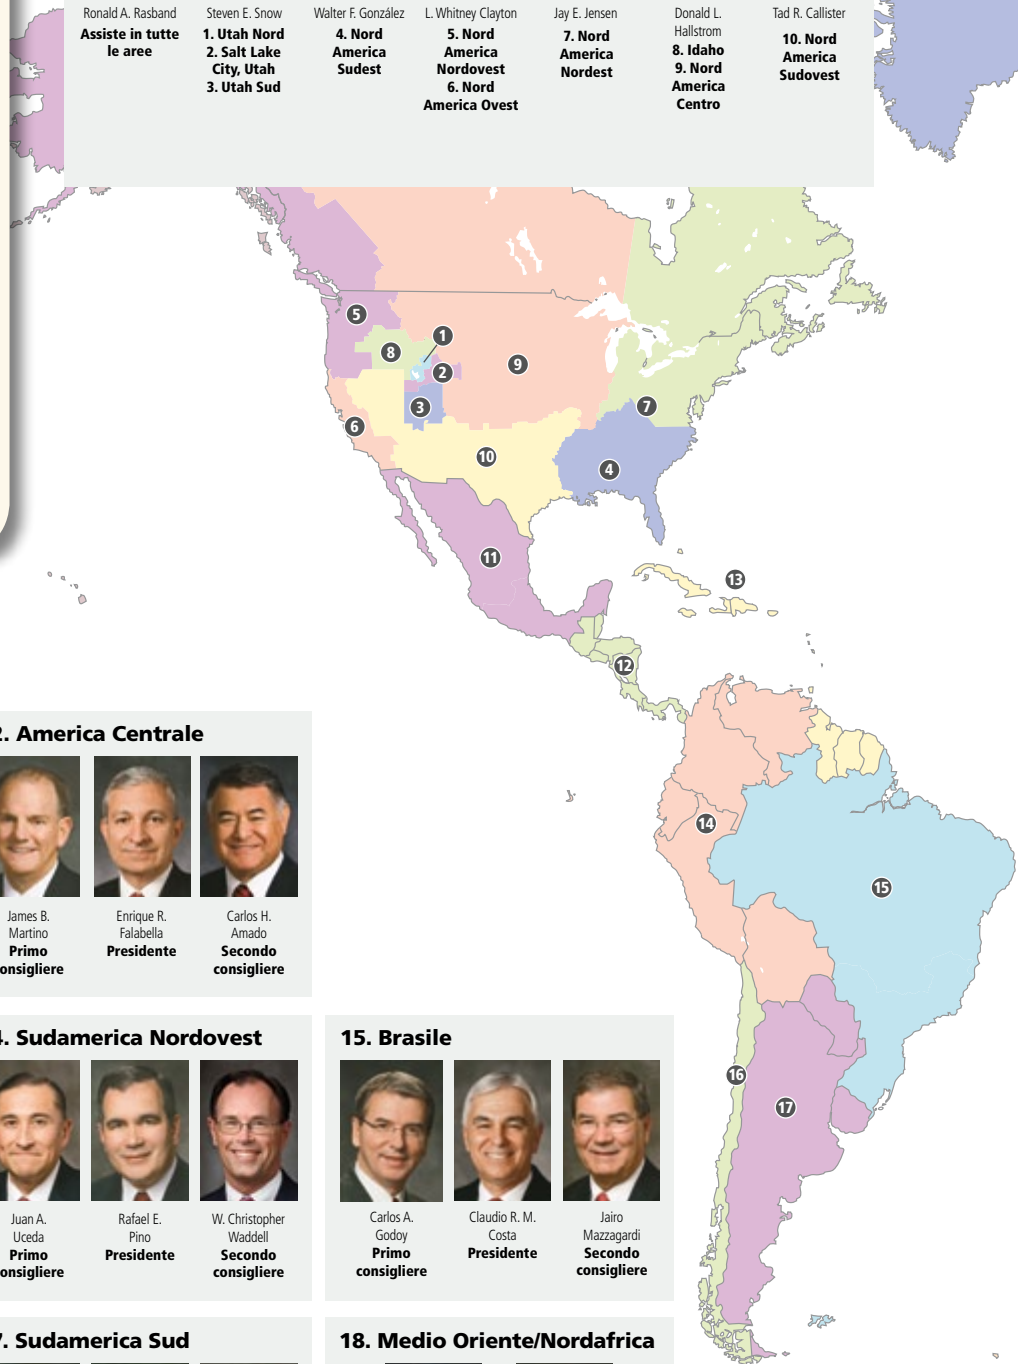 Ronald A. Rasband
Assiste in tutte
le aree
Steven E. Snow
1. Utah Nord
2. Salt Lake
City, Utah
3. Utah Sud
Walter F. González
4. Nord
America
Sudest
L. Whitney Clayton
5. Nord
America
Nordovest
6. Nord
America Ovest
Jay E. Jensen
7. Nord
America
Nordest
Donald L.
Hallstrom
8. Idaho
9. Nord
America
Centro
Tad R. Callister
10. Nord
America
Sudovest
5
1
8
2
9
3
7
6
10
4
11
13
12
14
15
16
17
2. America Centrale
James B.
Martino
Primo
onsigliere
Enrique R.
Falabella
Presidente
Carlos H.
Amado
Secondo
consigliere
4. Sudamerica Nordovest
Juan A.
Uceda
Primo
onsigliere
Rafael E.
Pino
Presidente
W. Christopher
Waddell
Secondo
consigliere
15. Brasile
Carlos A.
Godoy
Primo
consigliere
Claudio R. M.
Costa
Presidente
Jairo
Mazzagardi
Secondo
consigliere
7. Sudamerica Sud
18. Medio Oriente/Nordafrica